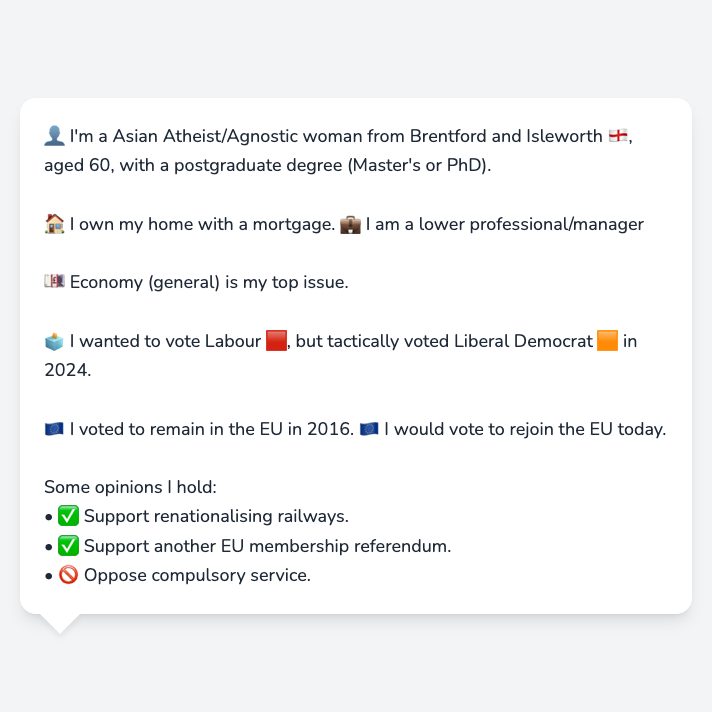 👤 I'm a Asian Atheist/Agnostic woman from Brentford and Isleworth 🏴󠁧󠁢󠁥󠁮󠁧󠁿,
aged 60, with a postgraduate degree (Master's or PhD).
🏠 I own my home with a mortgage. 💼 I am a lower professional/manager
💷 Economy (general) is my top issue.
🗳️ I wanted to vote Labour 🟥, but tactically voted Liberal Democrat 🟧 in
2024.
🇪🇺 I voted to remain in the EU in 2016. 🇪🇺 I would vote to rejoin the EU today.
Some opinions I hold:
• ✅ Support renationalising railways.
• ✅ Support another EU membership referendum.
• 🚫 Oppose compulsory service.